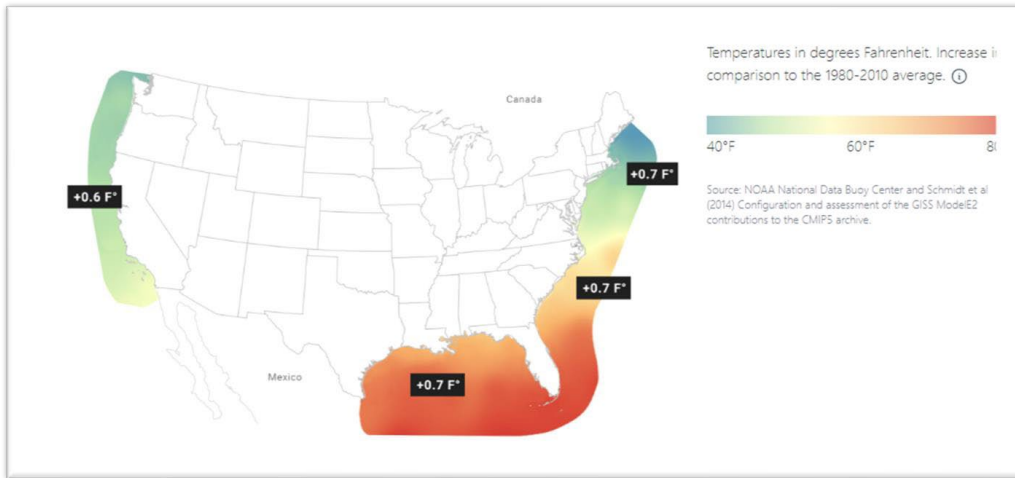 Temperatures in degrees Fahrenheit. Increase
comparison to the 1980-2010 average.
Canada
40°F 60°F
+0.7 F°
+0.6 F°
Source: NOAA National Data Buoy Center and Schmidt et al
(2014) Configuration and assessment of the GISS ModelE2
contributions to the CMIP5 archive.
+0.7 F°
Mexico
+0.7 F°